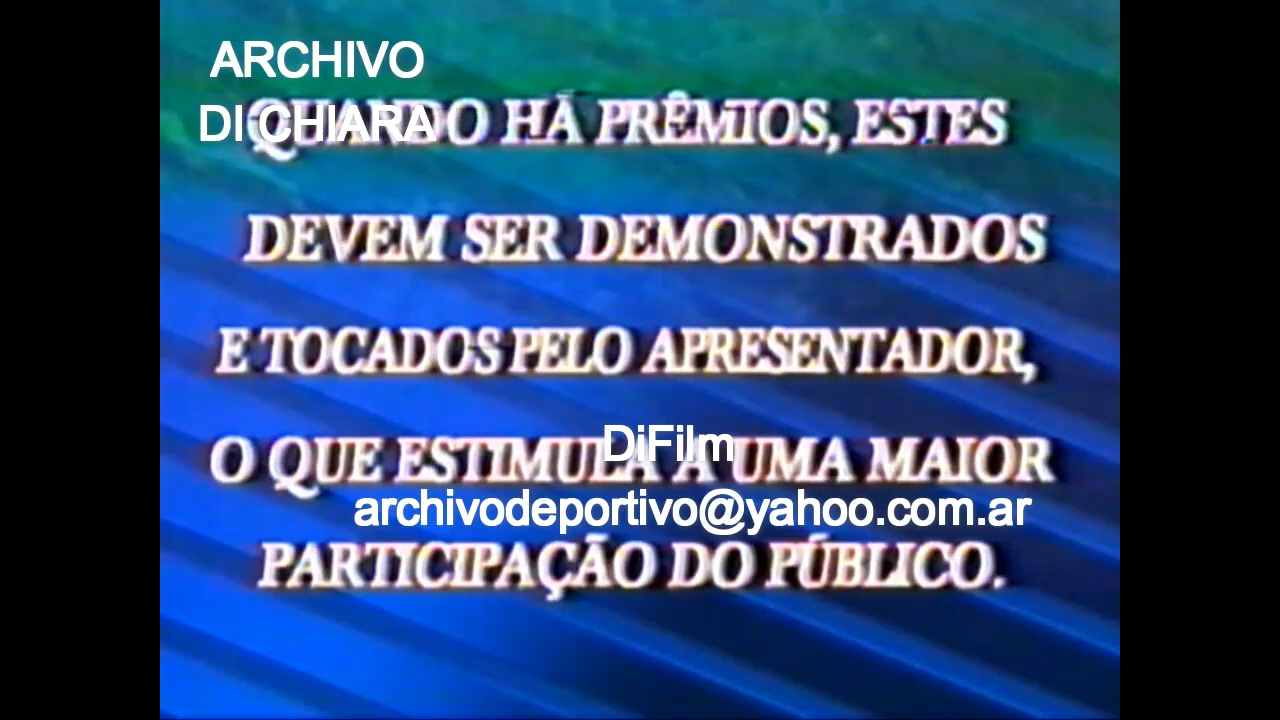 ARCHIVO
DI CHIARA
QUANDO HÁ PRÊMIOS, ESTES
DEVEM SER DEMONSTRADOS
E TOCADOS PELO APRESENTADOR,
DiFilm
O QUE ESTIMULA A UMA MAIOR
archivodeportivo@yahoo.com.ar
PARTICIPAÇÃO DO PÚBLICO.